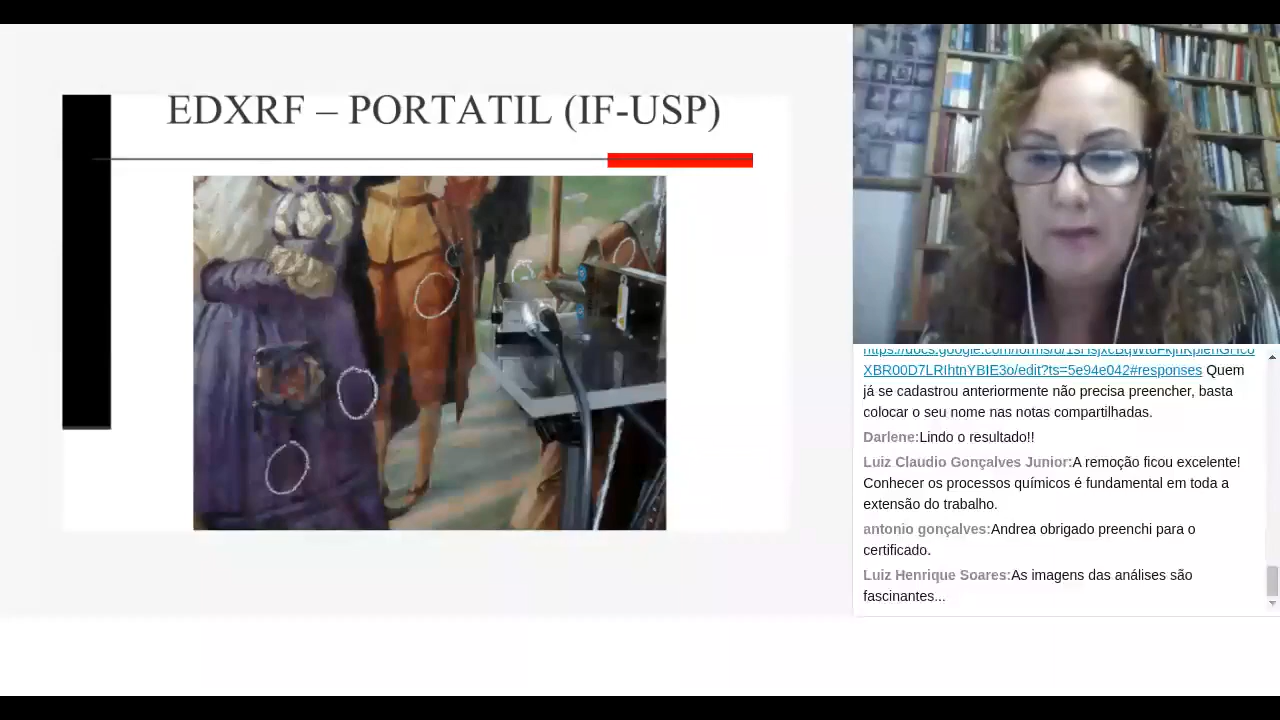 EDXRF – PORTATIL (IF-USP)
XBR00D7LRIhtnYBIE3o/edit?ts=5e94e042#responses Quem
já se cadastrou anteriormente não precisa preencher, basta
colocar o seu nome nas notas compartilhadas.
Darlene:Lindo o resultado!!
Luiz Claudio Gonçalves Junior:A remoção ficou excelente!
Conhecer os processos químicos é fundamental em toda a
extensão do trabalho.
antonio gonçalves:Andrea obrigado preenchi para o
certificado.
Luiz Henrique Soares:As imagens das análises são
fascinantes...